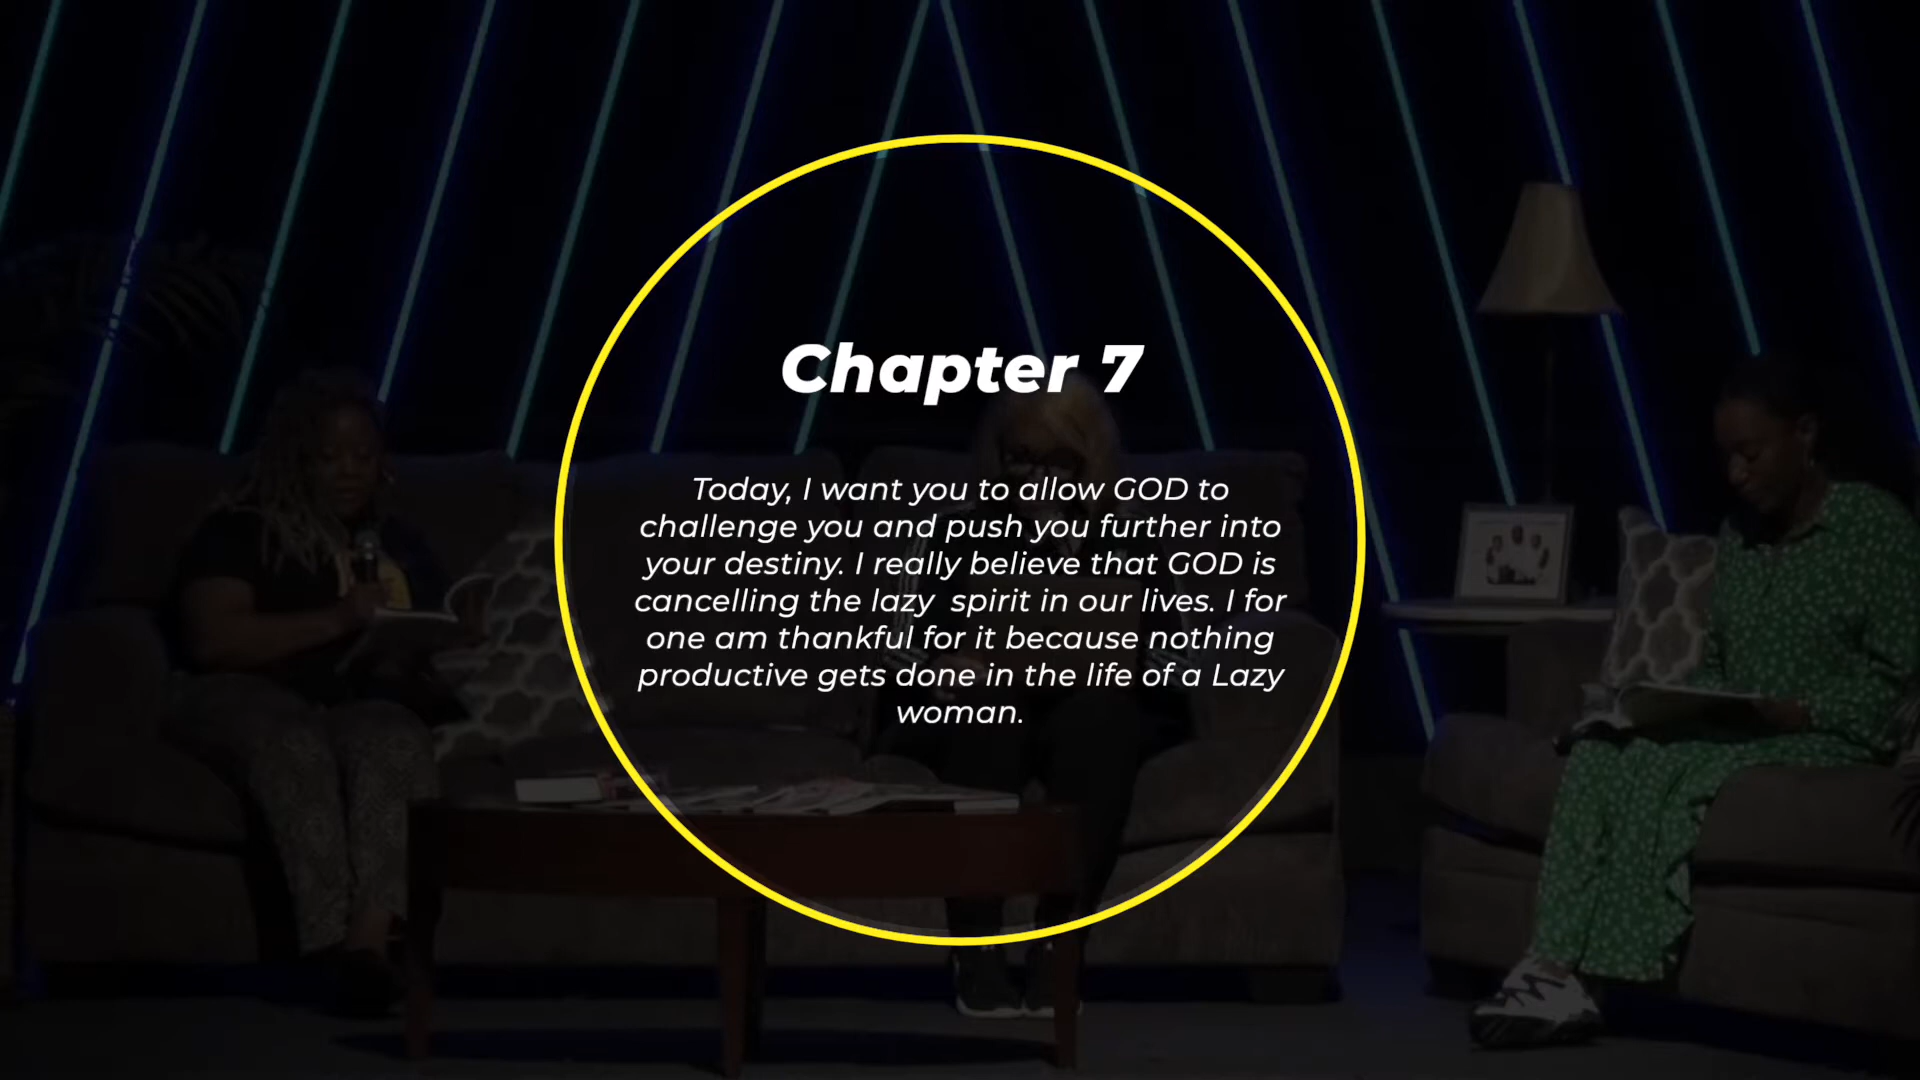 Chapter 7
Today, I want you to allow GOD to
challenge you and push you further into
your destiny. I really believe that GOD is
cancelling the lazy  spirit in our lives. I for
one am thankful for it because nothing
productive gets done in the life of a Lazy
woman.